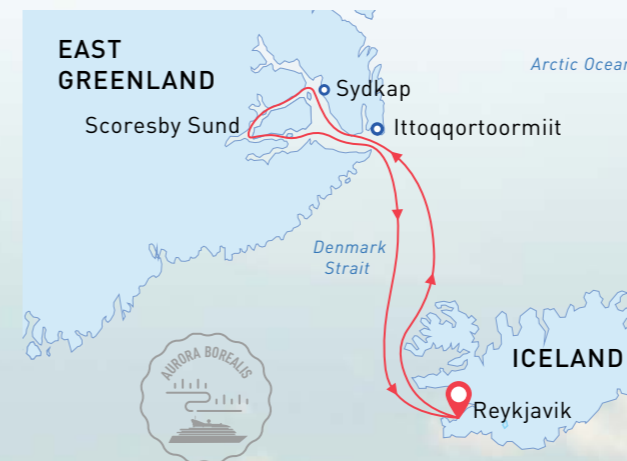 EAST
GREENLAND
Arctic Ocean
Sydkap
Scoresby Sund
Ittoqqortoormiit
Denmark
Strait
AURORA BOREALIS
ICELAND
Reykjavik